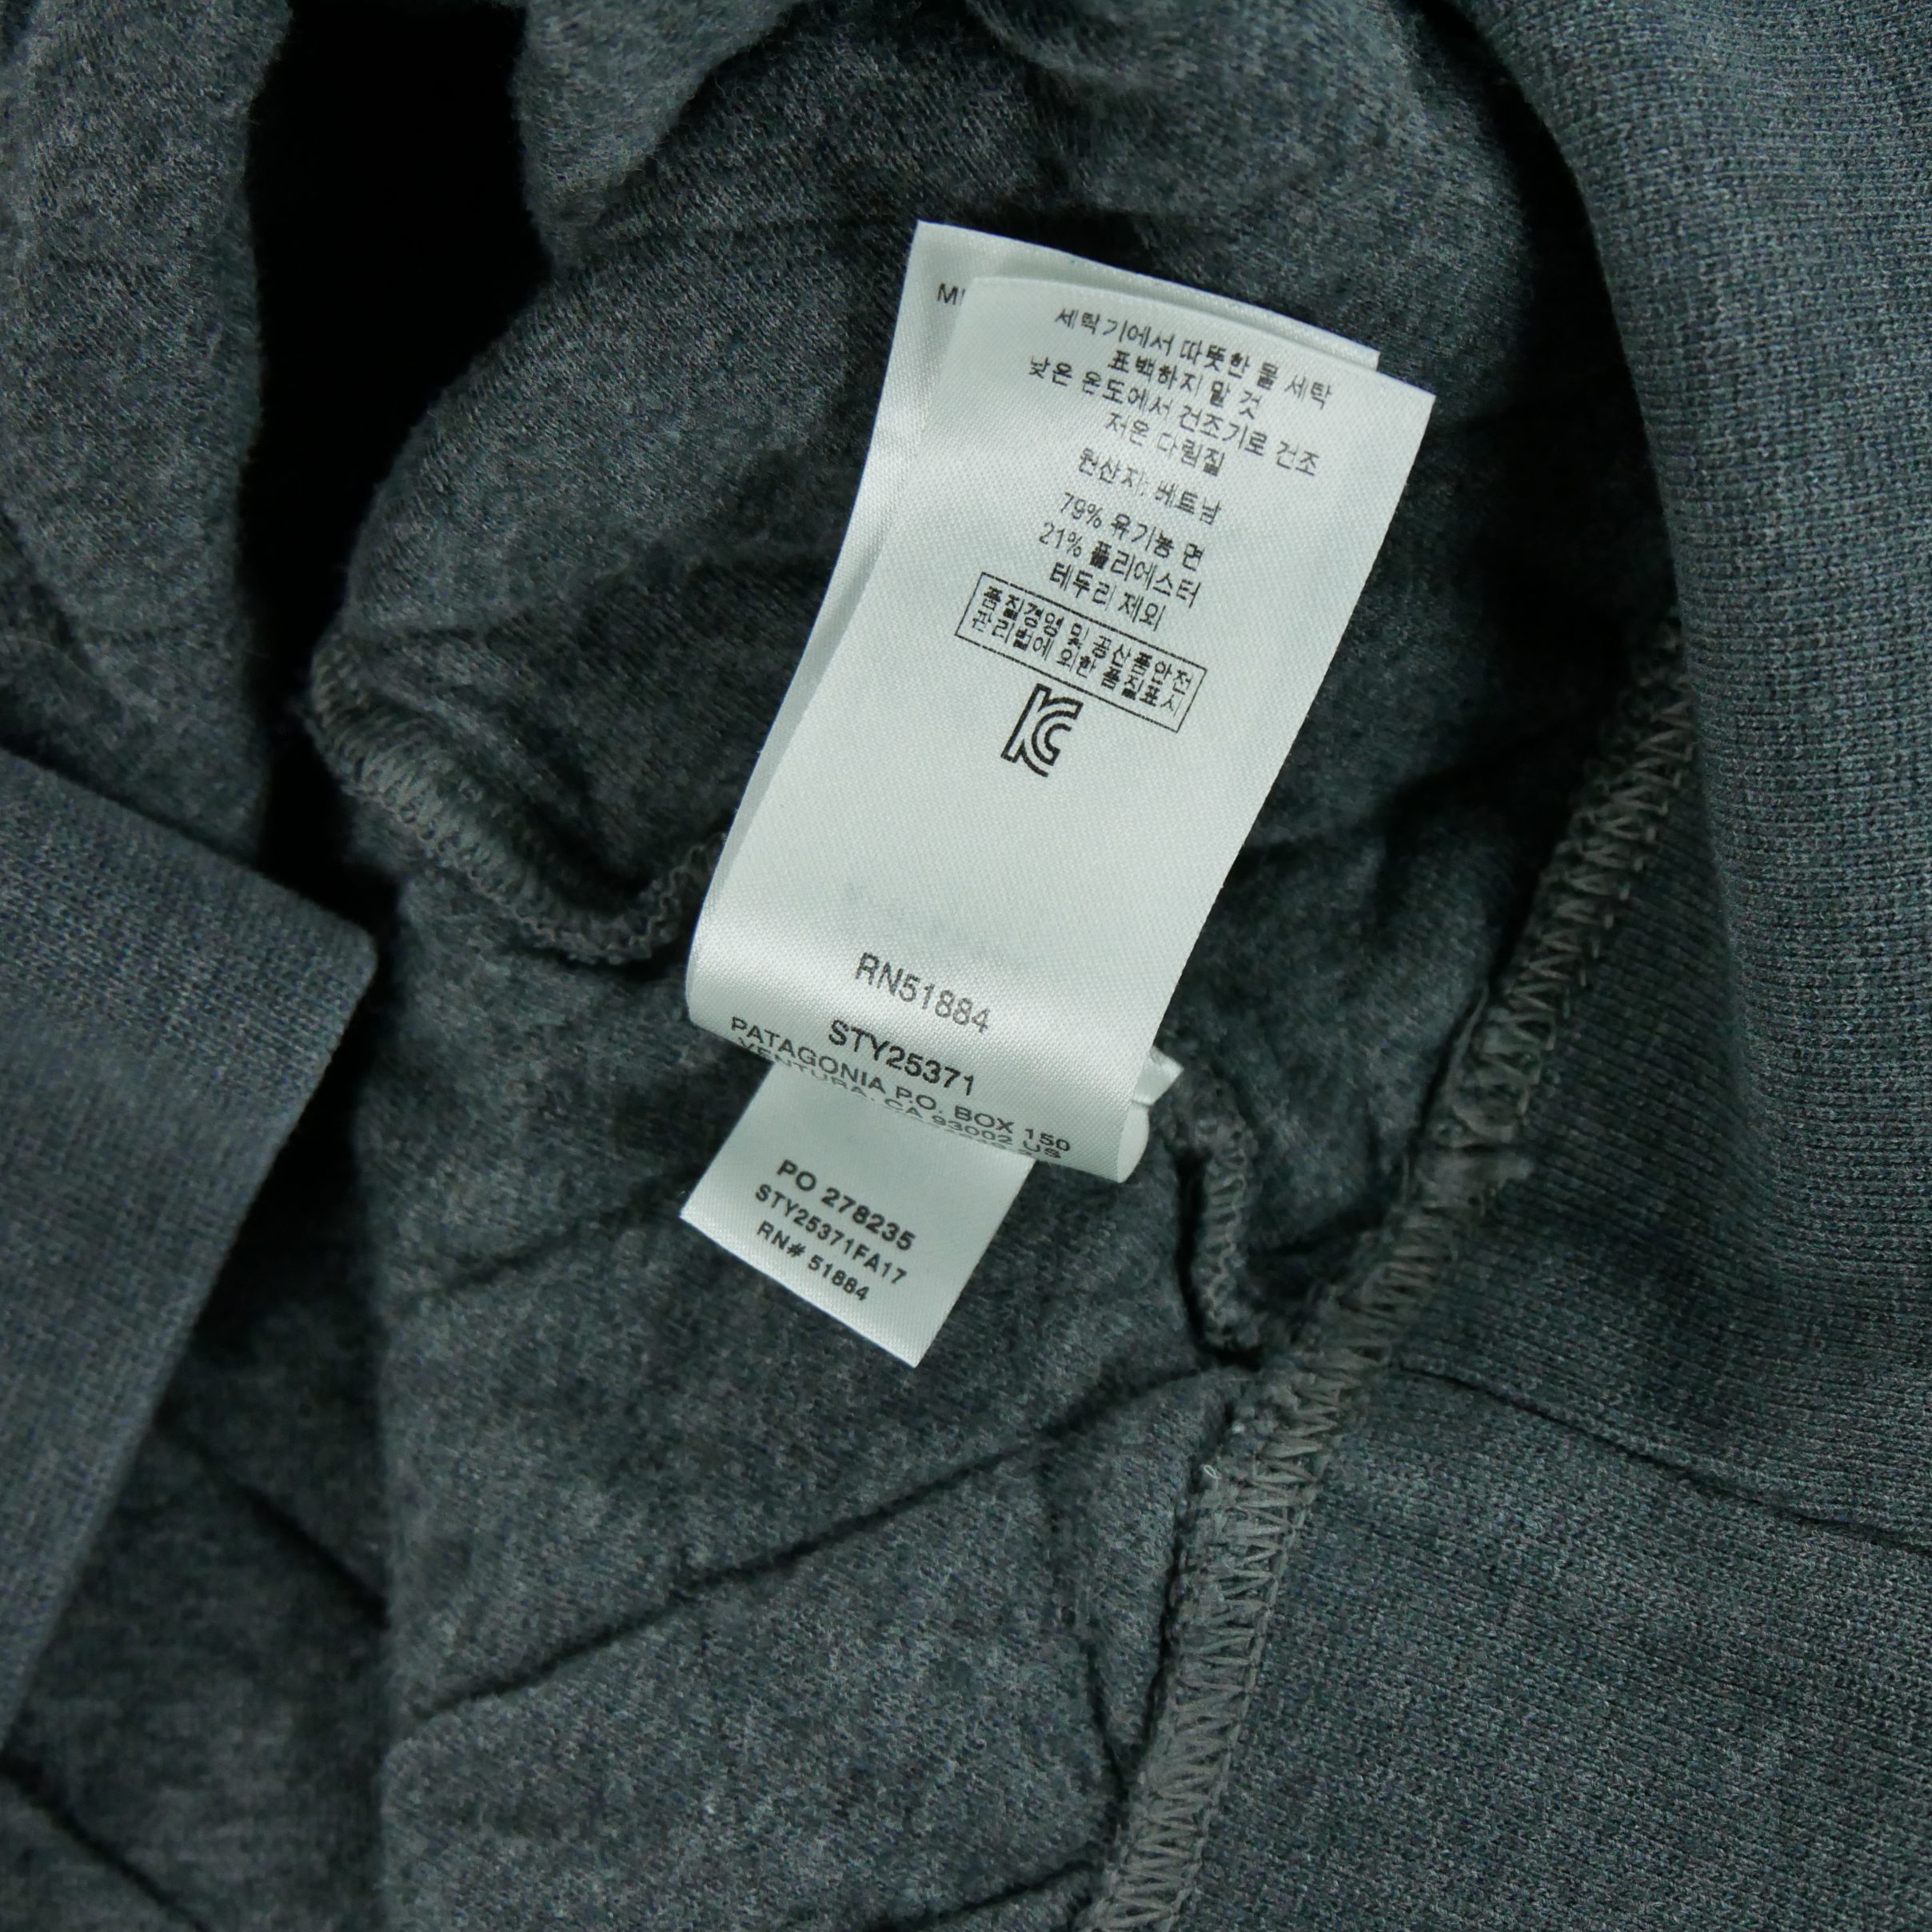 세탁기에서 따뜻한 물 세탁
표백하지 말 것
낮은 온도에서 건조기로 건조
저온 다림질
원산지: 베트남
79% 유기농 면
21% 폴리에스터
테두리 제외
품질경영 및 공산품안전
관리법에 의한 품질표시
RN51884
STY25371
PATAGONIA P.O. BOX 150
VENTURA, CA 93002 US
PO 278235
STY25371FA17
RN# 51884